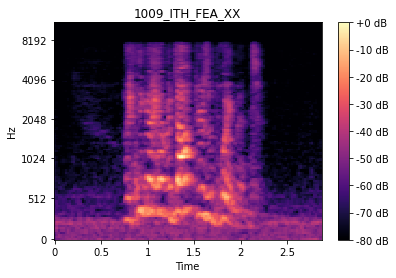 1009_ITH_FEA_XX
8192
4096
2048
1024
512
0
Hz
0
0.5
1
1.5
2
2.5
Time
+0 dB
-10 dB
-20 dB
-30 dB
-40 dB
-50 dB
-60 dB
-70 dB
-80 dB